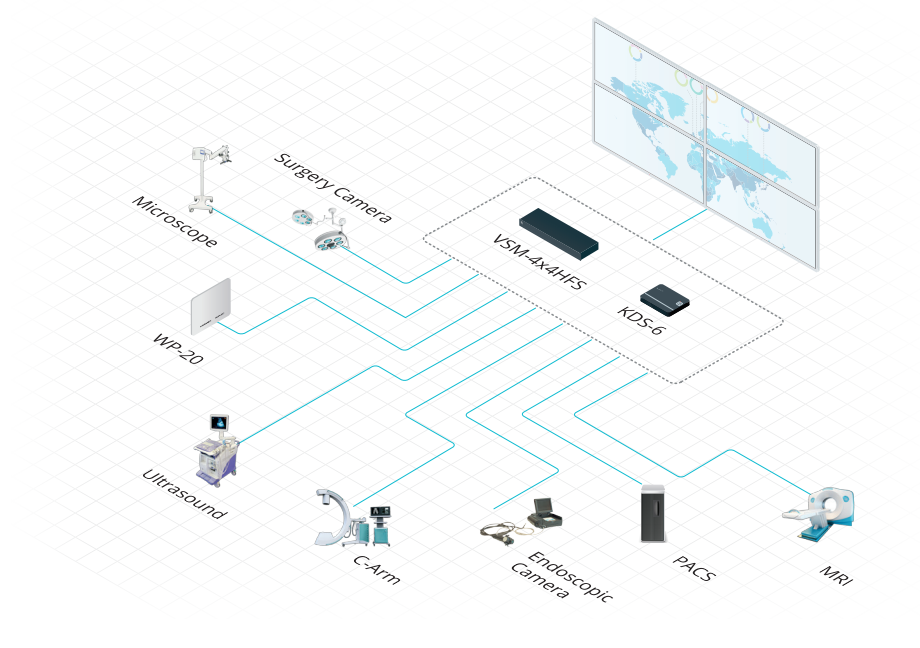 Surgery Camera
Microscope
VSM-4x4HFS
KDS-6
WP-20
Ultrasound
C-Arm
Endoscopic
Camera
PACS
MRI